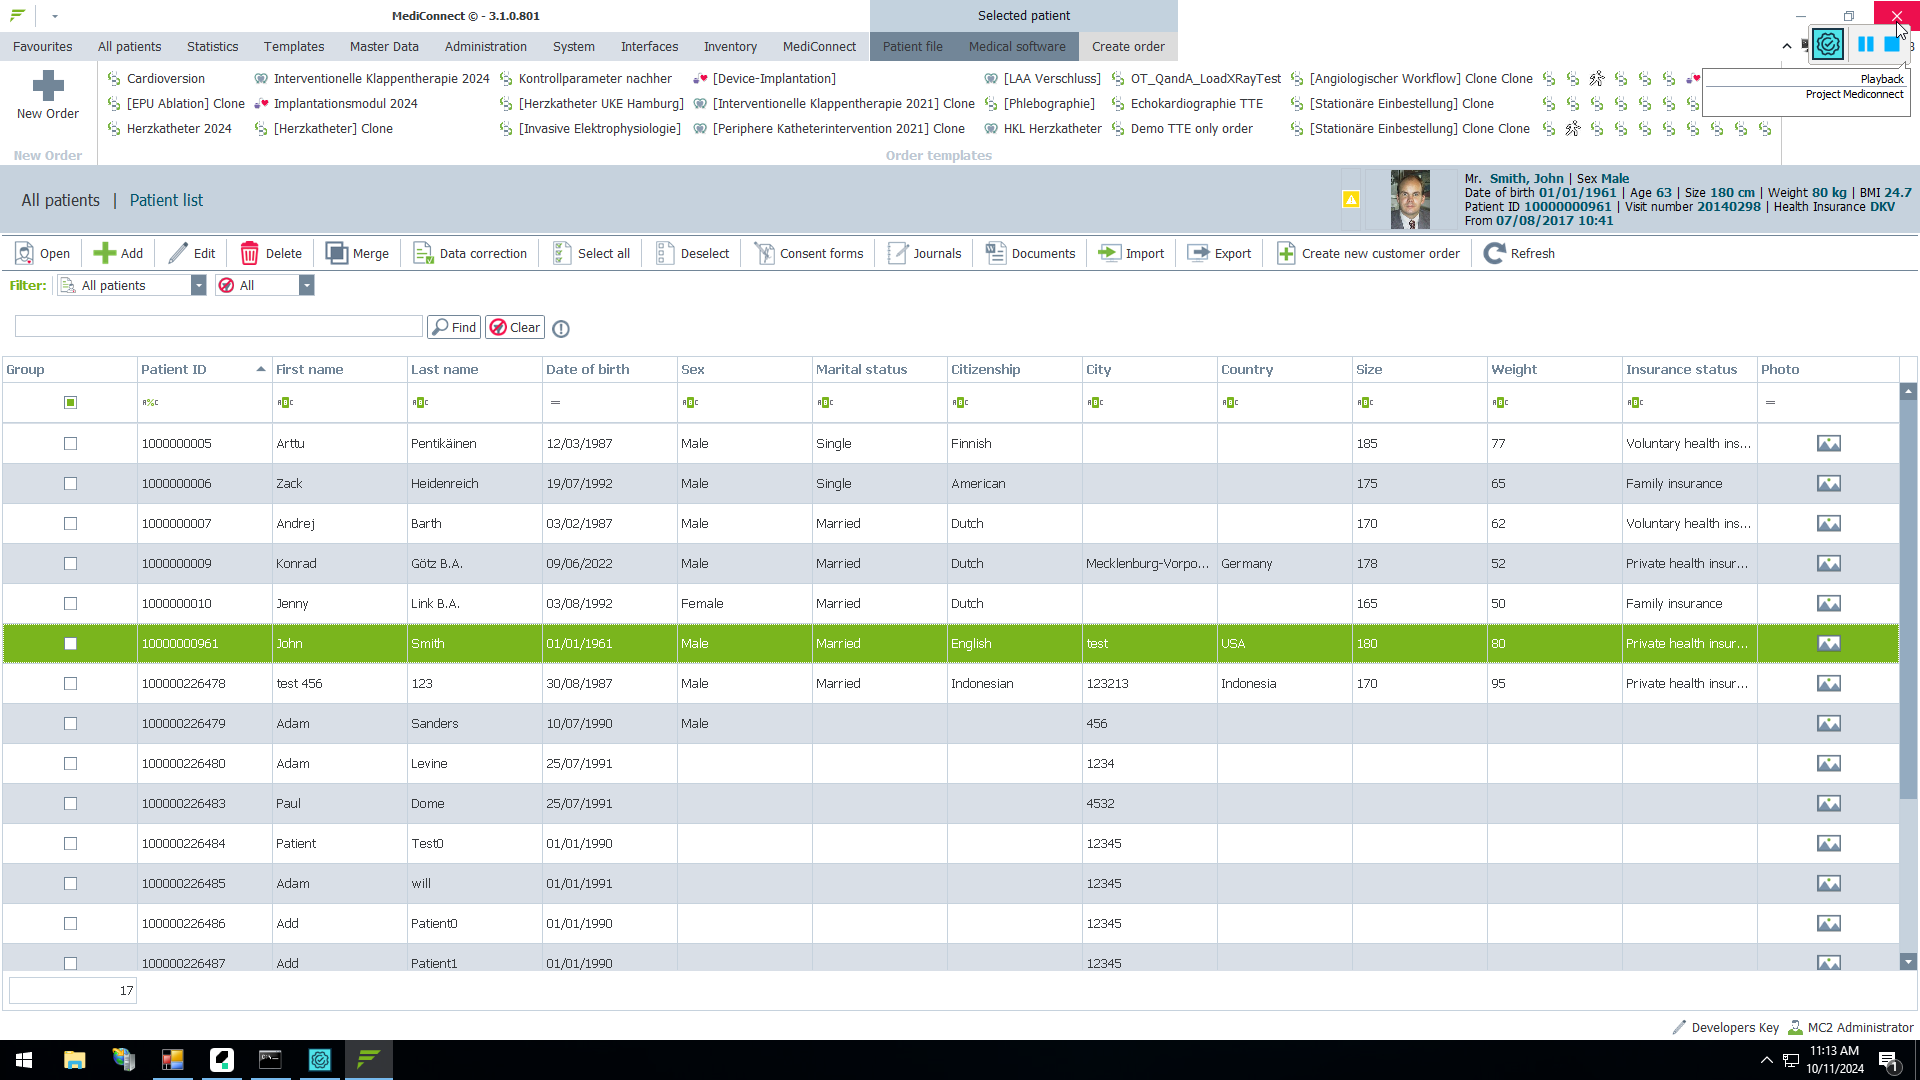 MediConnect © - 3.1.0.801
Selected patient
Favourites All patients Statistics Templates Master Data Administration System Interfaces Inventory MediConnect Patient file Medical software Create order
Cardioversion Interventionelle Klappentherapie 2024 Kontrollparameter nachher [Device-Implantation] [LAA Verschluss] OT_QandA_LoadXRayTest [Angiologischer Workflow] Clone Clone
[EPU Ablation] Clone Implantationsmodul 2024 [Herzkatheter UKE Hamburg] [Interventionelle Klappentherapie 2021] Clone [Phlebographie] Echokardiographie TTE [Stationäre Einbestellung] Clone
Herzkatheter 2024 [Herzkatheter] Clone [Invasive Elektrophysiologie] [Periphere Katheterintervention 2021] Clone HKL Herzkatheter Demo TTE only order [Stationäre Einbestellung] Clone Clone
New Order
New Order
Order templates
Playback
Project Mediconnect
All patients | Patient list
Mr. Smith, John | Sex Male
Date of birth 01/01/1961 | Age 63 | Size 180 cm | Weight 80 kg | BMI 24.7
Patient ID 10000000961 | Visit number 20140298 | Health Insurance DKV
From 07/08/2017 10:41
Open Add Edit Delete Merge Data correction Select all Deselect Consent forms Journals Documents Import Export Create new customer order Refresh
Filter: All patients All
Find Clear
Group Patient ID First name Last name Date of birth Sex Marital status Citizenship City Country Size Weight Insurance status Photo
1000000005 Arttu Pentikäinen 12/03/1987 Male Single Finnish 185 77 Voluntary health ins...
1000000006 Zack Heidenreich 19/07/1992 Male Single American 175 65 Family insurance
1000000007 Andrej Barth 03/02/1987 Male Married Dutch 170 62 Voluntary health ins...
1000000009 Konrad Götz B.A. 09/06/2022 Male Married Dutch Mecklenburg-Vorpo... Germany 178 52 Private health insur...
1000000010 Jenny Link B.A. 03/08/1992 Female Married Dutch 165 50 Family insurance
10000000961 John Smith 01/01/1961 Male Married English test USA 180 80 Private health insur...
100000226478 test 456 123 30/08/1987 Male Married Indonesian 123213 Indonesia 170 95 Private health insur...
100000226479 Adam Sanders 10/07/1990 Male 456
100000226480 Adam Levine 25/07/1991 1234
100000226483 Paul Dome 25/07/1991 4532
100000226484 Patient Test0 01/01/1990 12345
100000226485 Adam will 01/01/1991 12345
100000226486 Add Patient0 01/01/1990 12345
100000226487 Add Patient1 01/01/1990 12345
17
Developers Key MC2 Administrator
11:13 AM
10/11/2024
1